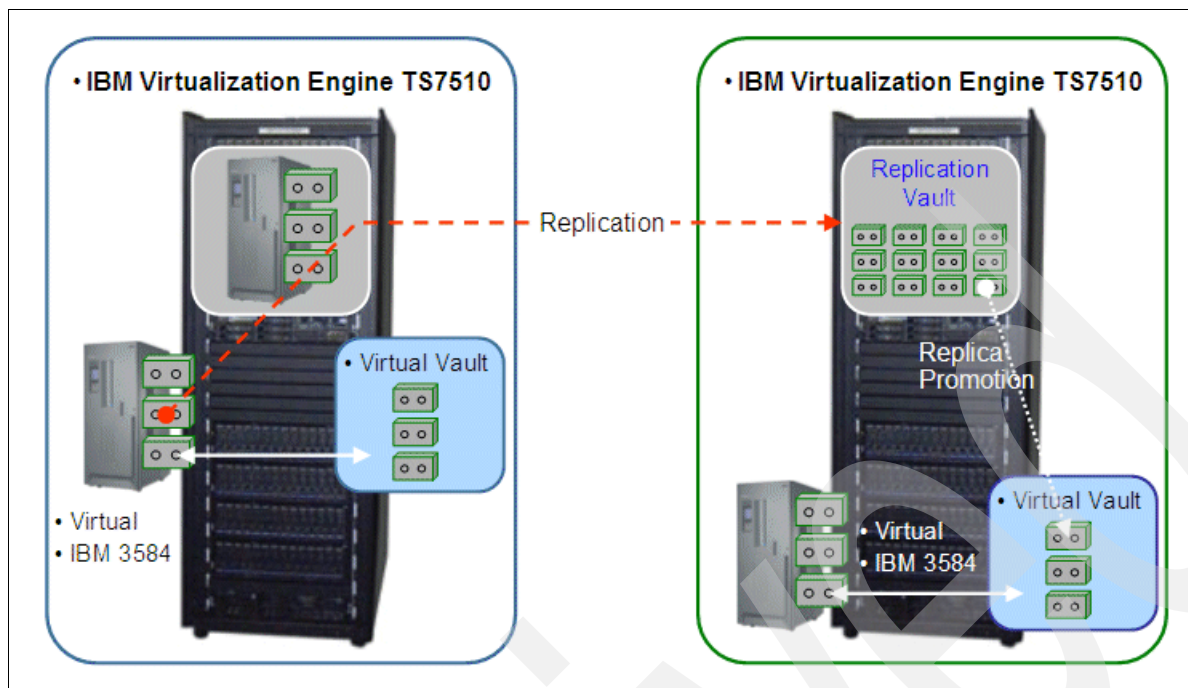 • IBM Virtualization Engine TS7510
Replication
• Virtual Vault
• Virtual
• IBM 3584
• IBM Virtualization Engine TS7510
Replication
Vault
Replica
Promotion
• Virtual Vault
• Virtual
• IBM 3584